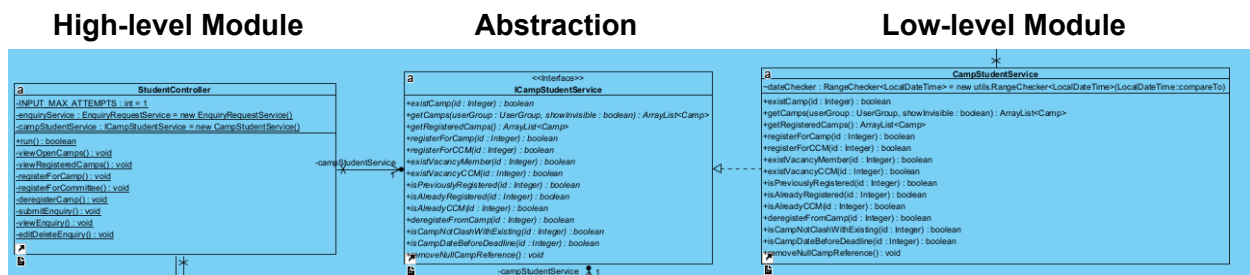 High-level Module
Abstraction
Low-level Module
a
StudentController
-INPUT_MAX_ATTEMPTS : int = 1
-enquiryService : EnquiryRequestService = new EnquiryRequestService()
-campStudentService : ICampStudentService = new CampStudentService()
+run() : boolean
-viewOpenCamps() : void
-viewRegisteredCamps() : void
-registerForCamp() : void
-registerForCommittee() : void
-deregisterCamp() : void
-submitEnquiry() : void
-viewEnquiry() : void
-editDeleteEnquiry() : void
-campStudentService
1
a
<<Interface>>
ICampStudentService
+existCamp(id : Integer) : boolean
+getCamps(userGroup : UserGroup, showInvisible : boolean) : ArrayList<Camp>
+getRegisteredCamps() : ArrayList<Camp>
+registerForCamp(id : Integer) : boolean
+registerForCCM(id : Integer) : boolean
+existVacancyMember(id : Integer) : boolean
+existVacancyCCM(id : Integer) : boolean
+isPreviouslyRegistered(id : Integer) : boolean
+isAlreadyRegistered(id : Integer) : boolean
+isAlreadyCCM(id : Integer) : boolean
+deregisterFromCamp(id : Integer) : boolean
+isCampNotClashWithExisting(id : Integer) : boolean
+isCampDateBeforeDeadline(id : Integer) : boolean
+removeNullCampReference() : void
-campStudentService
1
a
CampStudentService
~dateChecker : RangeChecker<LocalDateTime> = new utils.RangeChecker<LocalDateTime>(LocalDateTime::compareTo)
+existCamp(id : Integer) : boolean
+getCamps(userGroup : UserGroup, showInvisible : boolean) : ArrayList<Camp>
+getRegisteredCamps() : ArrayList<Camp>
+registerForCamp(id : Integer) : boolean
+registerForCCM(id : Integer) : boolean
+existVacancyMember(id : Integer) : boolean
+existVacancyCCM(id : Integer) : boolean
+isPreviouslyRegistered(id : Integer) : boolean
+isAlreadyRegistered(id : Integer) : boolean
+isAlreadyCCM(id : Integer) : boolean
+deregisterFromCamp(id : Integer) : boolean
+isCampNotClashWithExisting(id : Integer) : boolean
+isCampDateBeforeDeadline(id : Integer) : boolean
+removeNullCampReference() : void